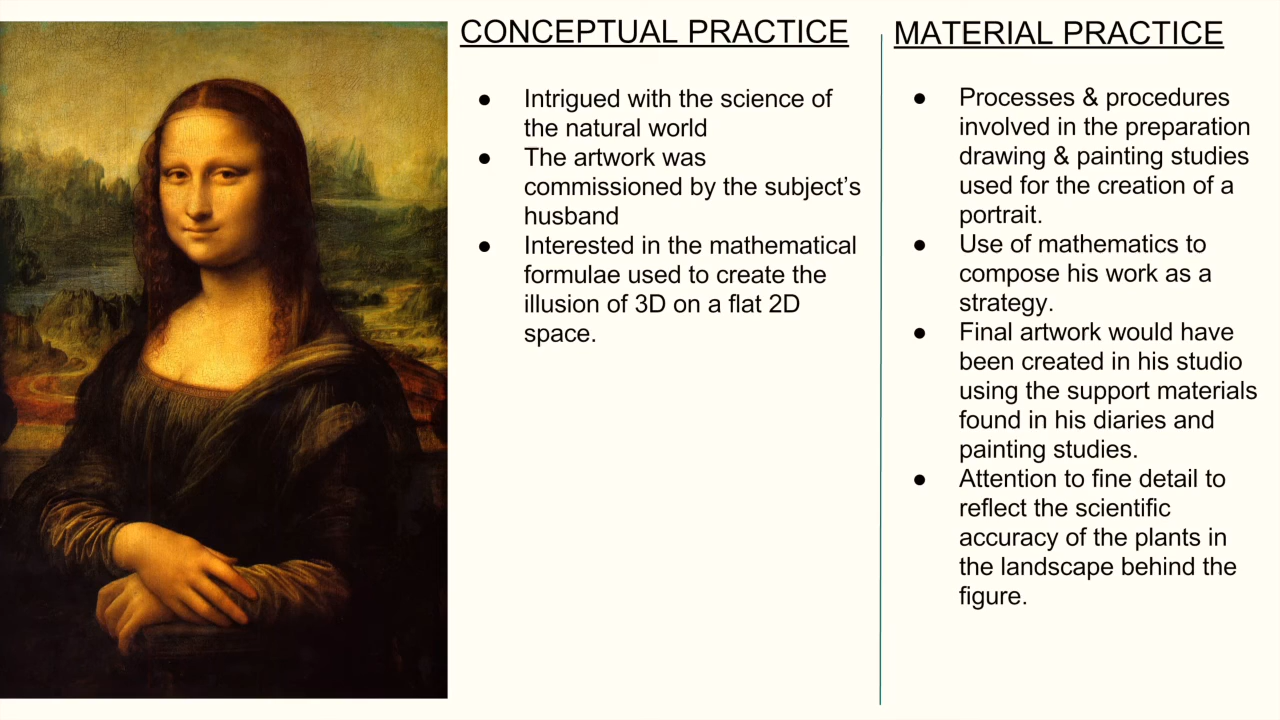 CONCEPTUAL PRACTICE
● Intrigued with the science of
the natural world
● The artwork was
commissioned by the subject’s
husband
● Interested in the mathematical
formulae used to create the
illusion of 3D on a flat 2D
space.
MATERIAL PRACTICE
● Processes & procedures
involved in the preparation
drawing & painting studies
used for the creation of a
portrait.
● Use of mathematics to
compose his work as a
strategy.
● Final artwork would have
been created in his studio
using the support materials
found in his diaries and
painting studies.
● Attention to fine detail to
reflect the scientific
accuracy of the plants in
the landscape behind the
figure.